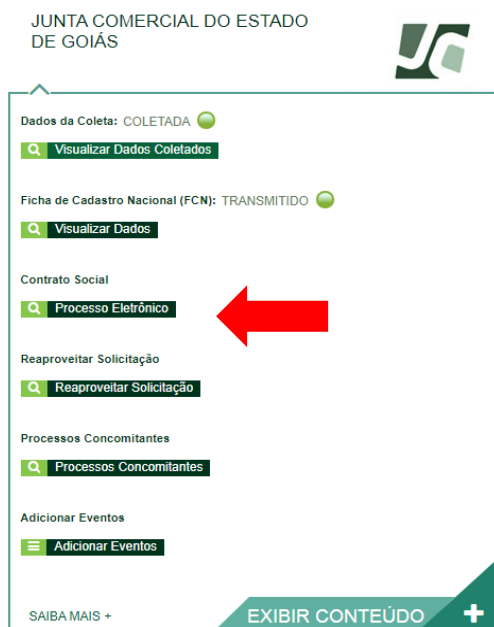 JUNTA COMERCIAL DO ESTADO
DE GOIÁS
Dados da Coleta: COLETADA
Visualizar Dados Coletados
Ficha de Cadastro Nacional (FCN): TRANSMITIDO
Visualizar Dados
Contrato Social
Processo Eletrônico
Reaproveitar Solicitação
Reaproveitar Solicitação
Processos Concomitantes
Processos Concomitantes
Adicionar Eventos
Adicionar Eventos
SAIBA MAIS +
EXIBIR CONTEÚDO +